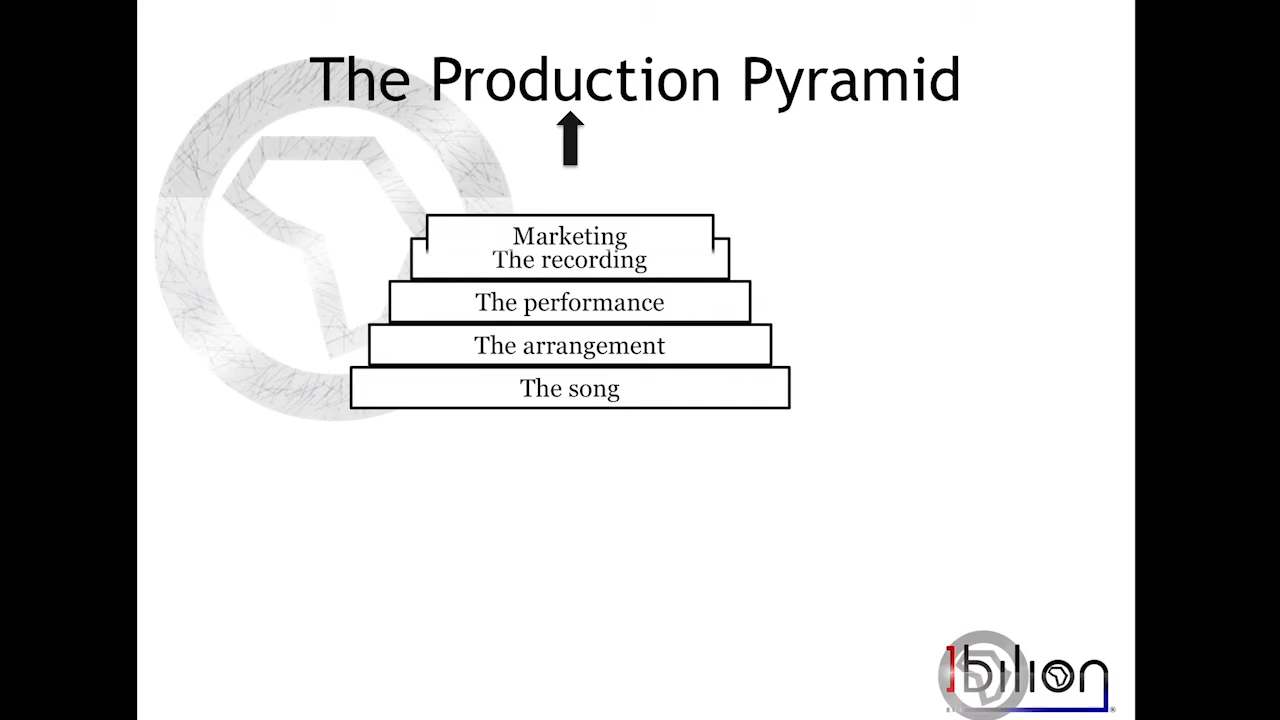 The Production Pyramid
Marketing
The recording
The performance
The arrangement
The song
1bilion
®